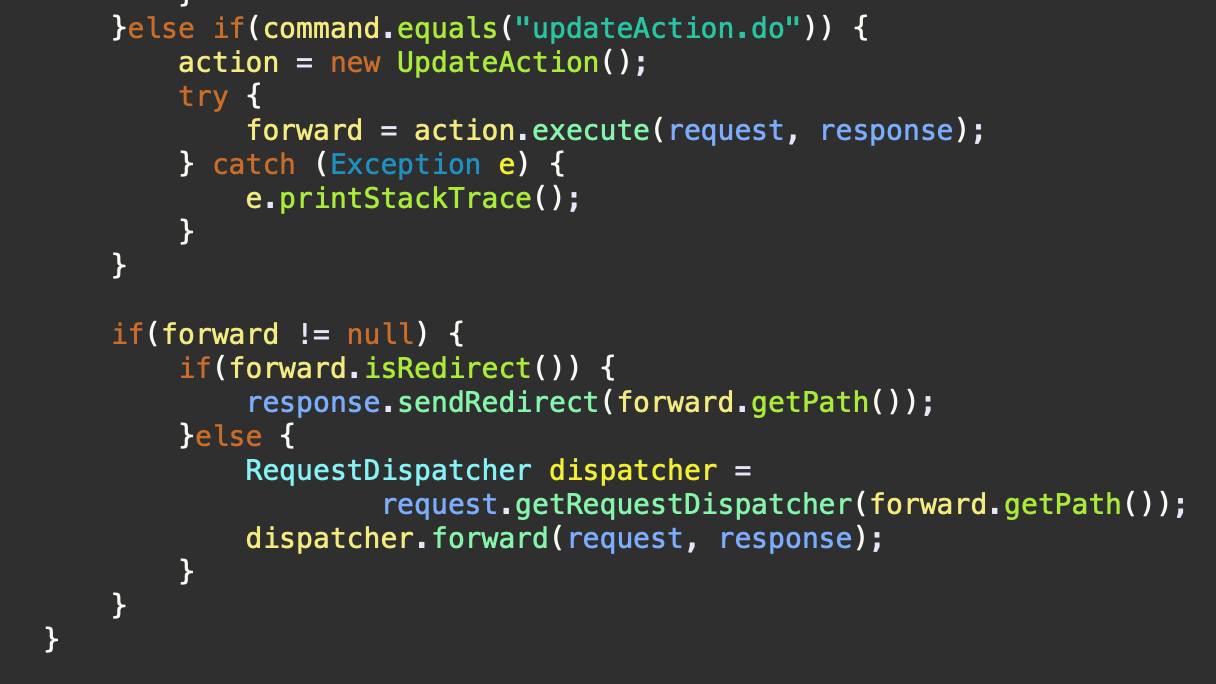 }
}else if(command.equals("updateAction.do")) {
action = new UpdateAction();
try {
forward = action.execute(request, response);
} catch (Exception e) {
e.printStackTrace();
}
}
if(forward != null) {
if(forward.isRedirect()) {
response.sendRedirect(forward.getPath());
}else {
RequestDispatcher dispatcher =
request.getRequestDispatcher(forward.getPath());
dispatcher.forward(request, response);
}
}
}